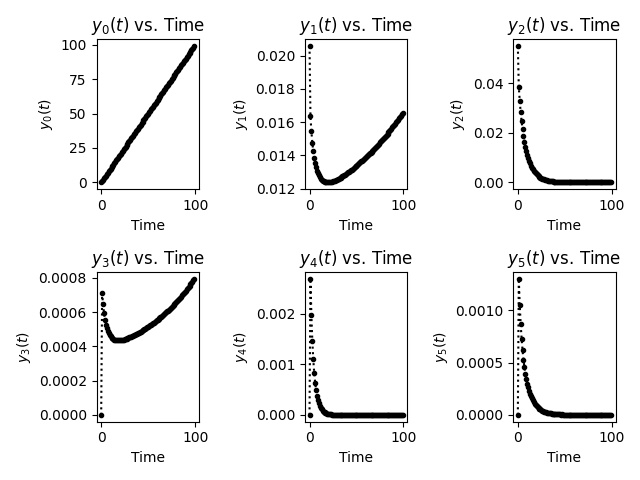 y₀(t) vs. Time
100
75
50
25
0
y₀(t)
0
100
Time
y₁(t) vs. Time
0.020
0.018
0.016
0.014
0.012
y₁(t)
0
100
Time
y₂(t) vs. Time
0.04
0.02
0.00
y₂(t)
0
100
Time
y₃(t) vs. Time
0.0008
0.0006
0.0004
0.0002
0.0000
y₃(t)
0
100
Time
y₄(t) vs. Time
0.002
0.001
0.000
y₄(t)
0
100
Time
y₅(t) vs. Time
0.0010
0.0005
0.0000
y₅(t)
0
100
Time